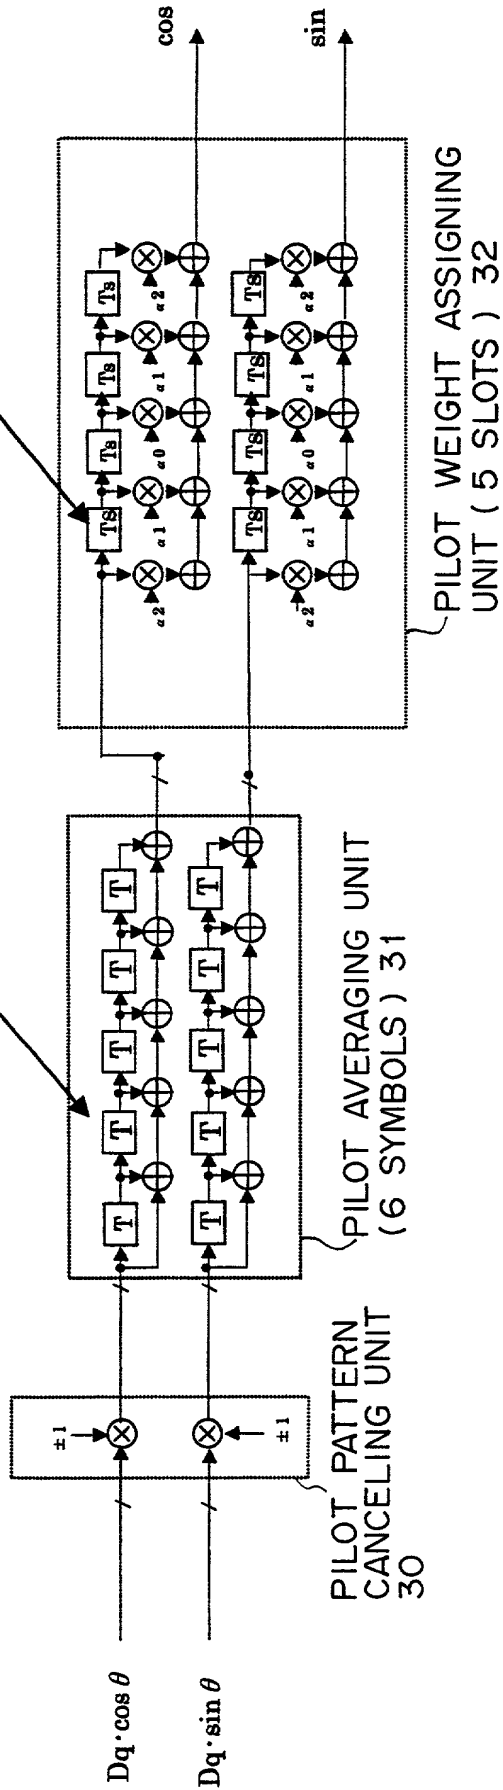 Dq·cos θ
Dq·sin θ
±1
±1
PILOT PATTERN
CANCELING UNIT
30
T
T
T
T
T
T
T
T
T
T
PILOT AVERAGING UNIT
(6 SYMBOLS) 31
Ts
Ts
Ts
Ts
α2
α1
α0
α1
α2
Ts
Ts
Ts
Ts
α2
α1
α0
α1
α2
PILOT WEIGHT ASSIGNING
UNIT (5 SLOTS) 32
cos
sin